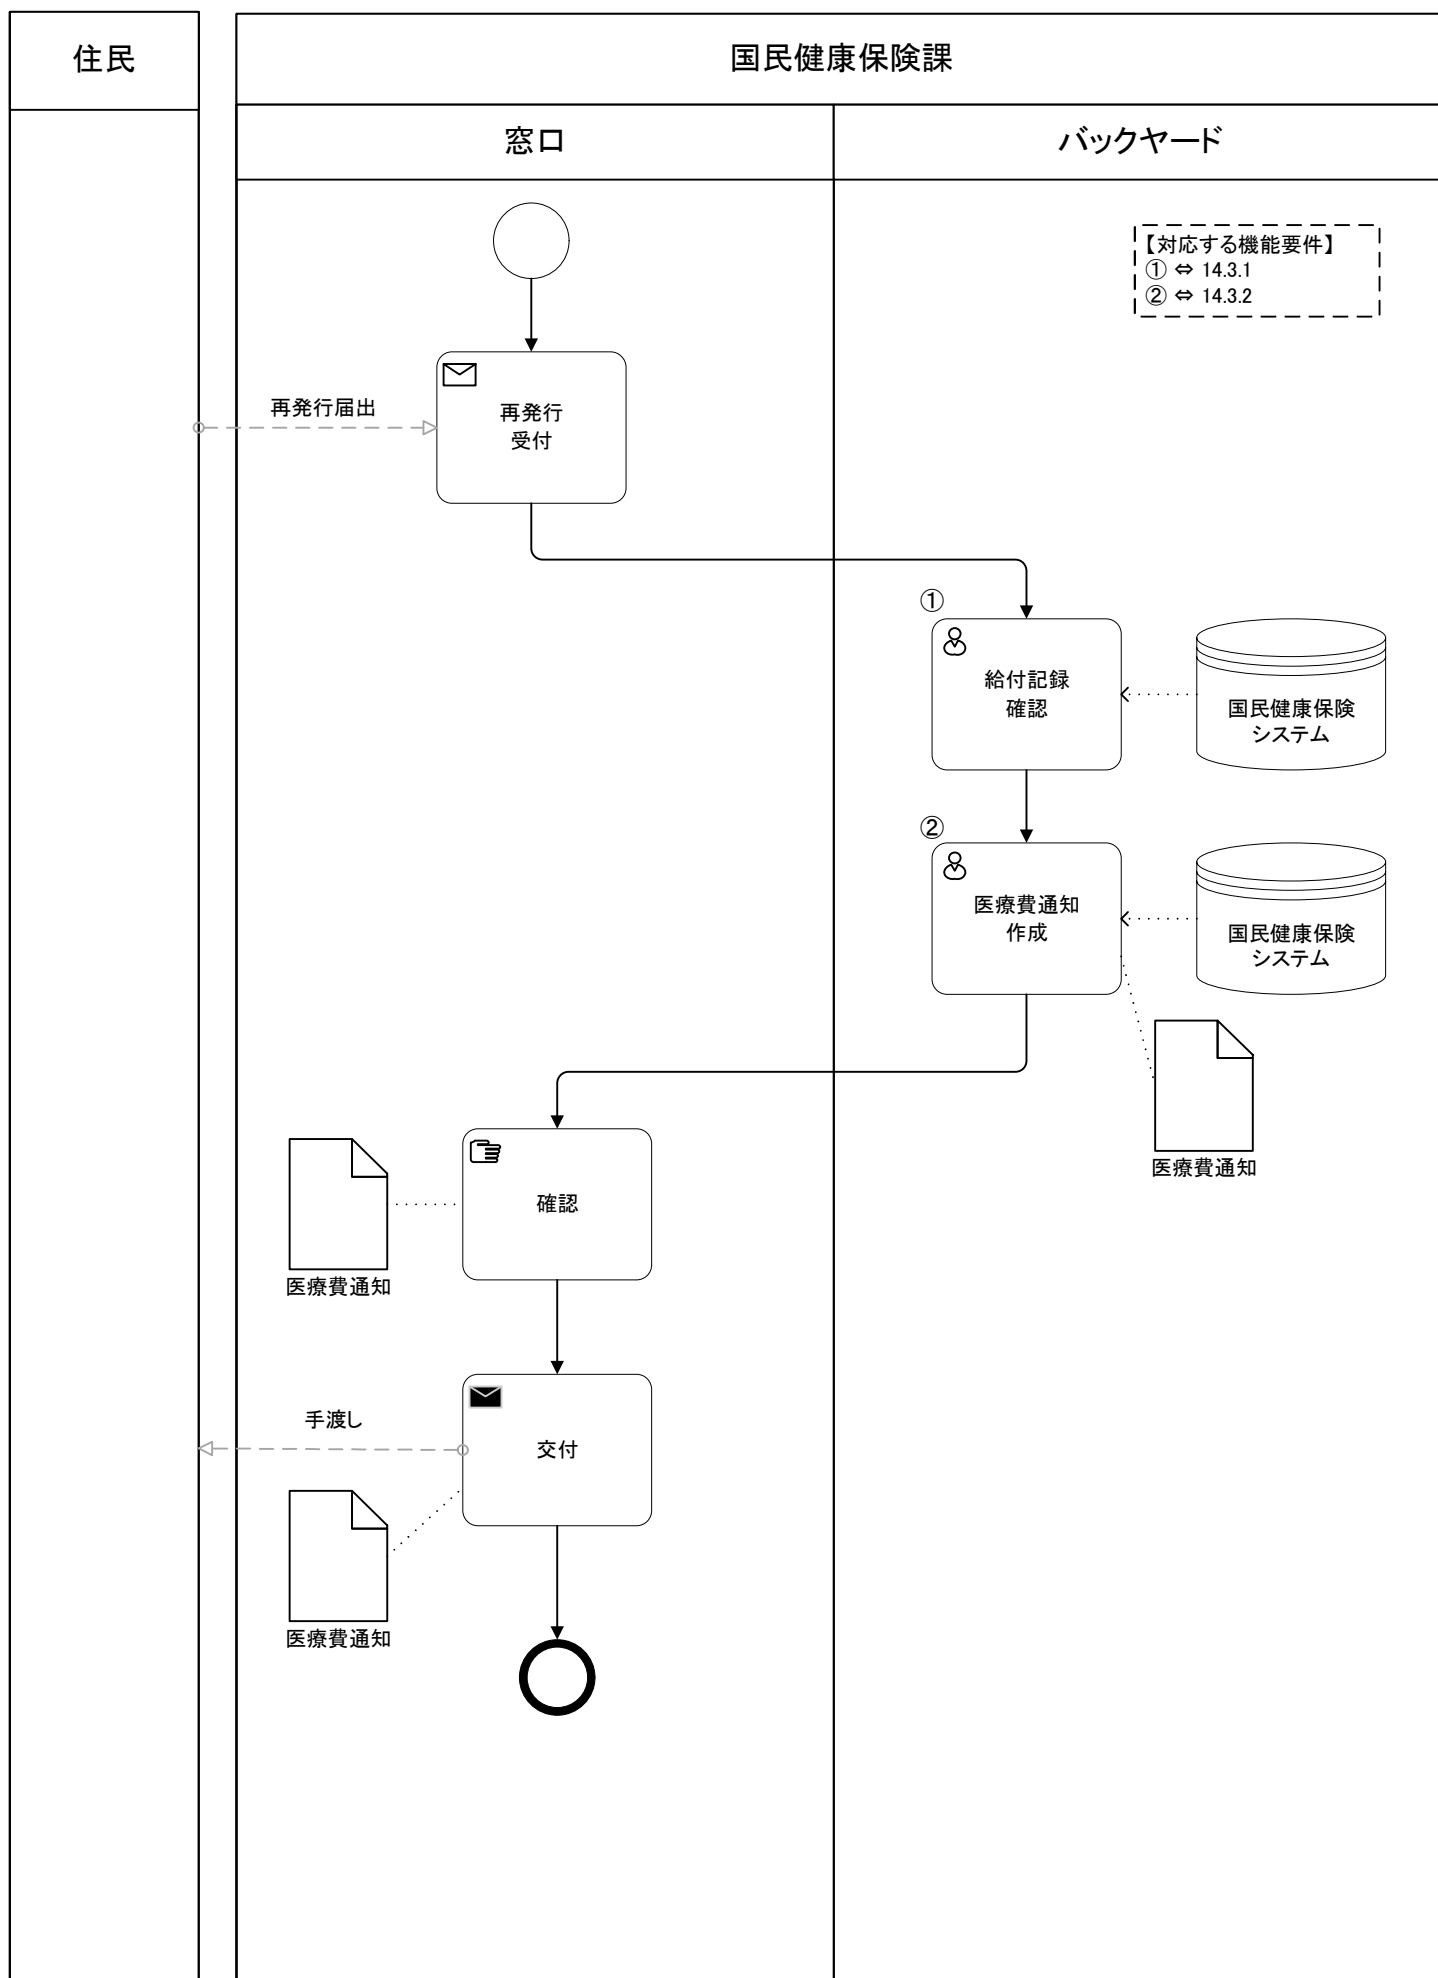 住民
国民健康保険課
窓口
バックヤード
【対応する機能要件】
① ⇔ 14.3.1
② ⇔ 14.3.2
再発行届出
再発行
受付
①
給付記録
確認
国民健康保険
システム
②
医療費通知
作成
国民健康保険
システム
医療費通知
確認
医療費通知
手渡し
交付
医療費通知